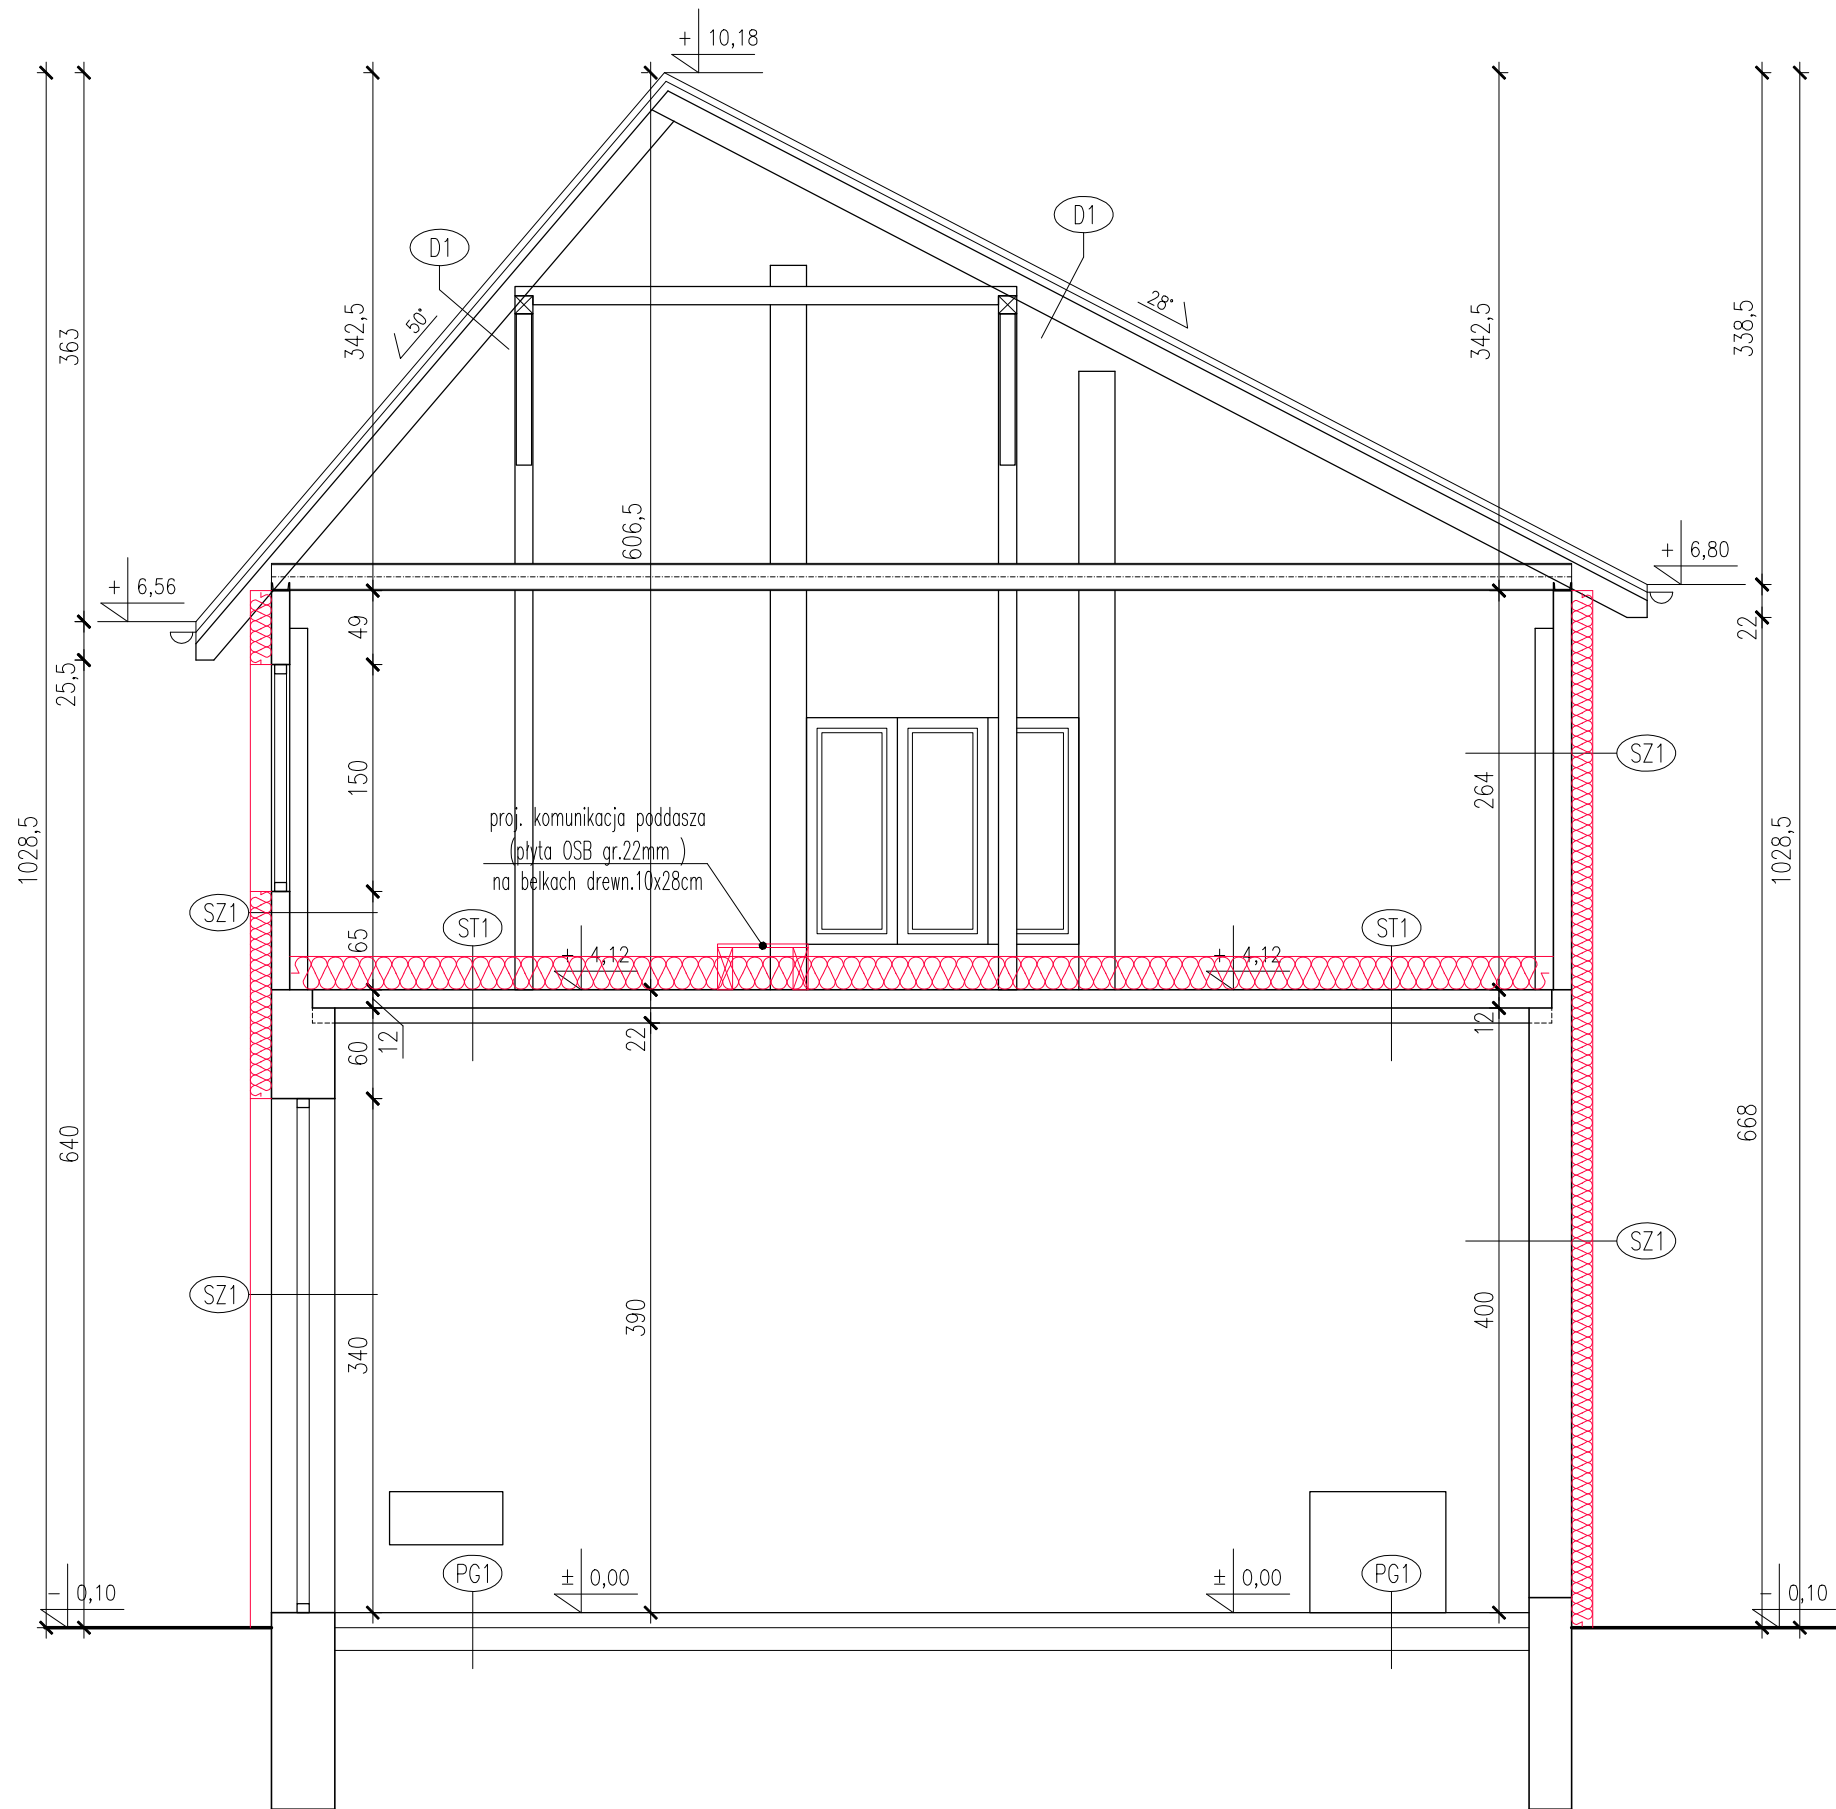 + 10,18
D1
D1
50°
28°
363
342,5
342,5
338,5
606,5
+ 6,56
+ 6,80
49
22
25,5
150
264
SZ1
1028,5
1028,5
proj. komunikacja poddasza
(płyta OSB gr.22mm )
na belkach drewn.10x28cm
SZ1
ST1
ST1
65
+ 4,12
+ 4,12
60
12
22
12
640
668
SZ1
SZ1
340
390
400
PG1
± 0,00
± 0,00
PG1
- 0,10
- 0,10